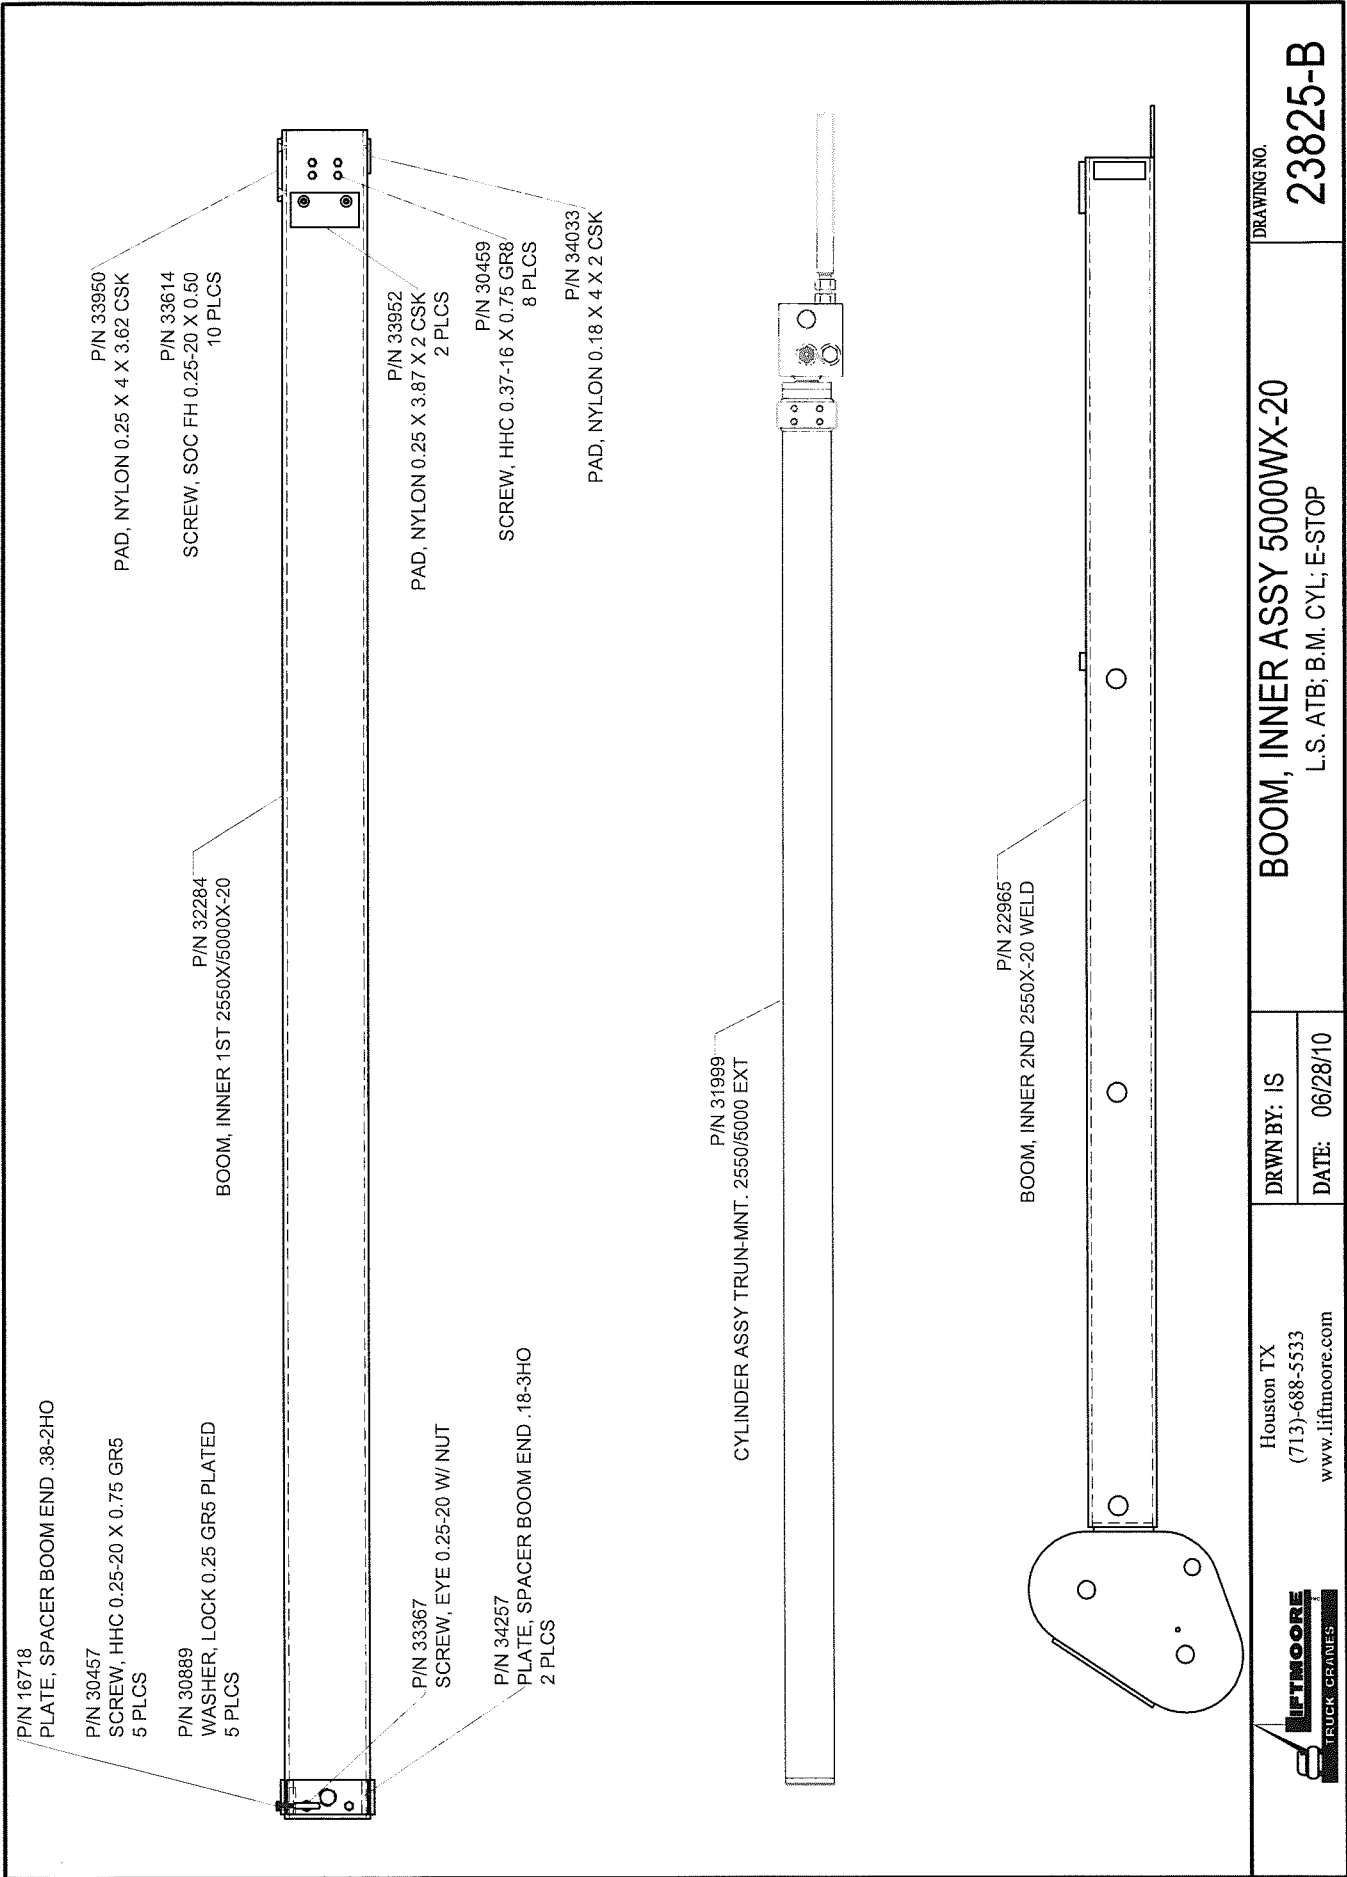 P/N 16718
PLATE, SPACER BOOM END .38-2HO
P/N 30457
SCREW, HHC 0.25-20 X 0.75 GR5
5 PLCS
P/N 30889
WASHER, LOCK 0.25 GR5 PLATED
5 PLCS
P/N 32284
BOOM, INNER 1ST 2550X/5000X-20
P/N 33950
PAD, NYLON 0.25 X 4 X 3.62 CSK
P/N 33614
SCREW, SOC FH 0.25-20 X 0.50
10 PLCS
P/N 33952
PAD, NYLON 0.25 X 3.87 X 2 CSK
2 PLCS
P/N 30459
SCREW, HHC 0.37-16 X 0.75 GR8
8 PLCS
P/N 34033
PAD, NYLON 0.18 X 4 X 2 CSK
P/N 33367
SCREW, EYE 0.25-20 W/ NUT
P/N 34257
PLATE, SPACER BOOM END .18-3HO
2 PLCS
P/N 31999
CYLINDER ASSY TRUN-MNT. 2550/5000 EXT
P/N 22965
BOOM, INNER 2ND 2550X-20 WELD
LIFTMOORE
TRUCK CRANES
Houston TX
(713)-688-5533
www.liftmoore.com
DRWN BY: IS
DATE: 06/28/10
BOOM, INNER ASSY 5000WX-20
L.S. ATB; B.M. CYL; E-STOP
DRAWING NO.
23825-B